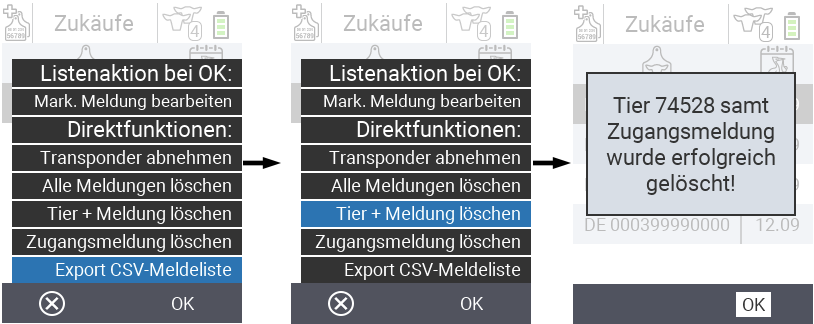 Zukäufe
4
56789
Listenaktion bei OK:
Mark. Meldung bearbeiten
Direktfunktionen:
Transponder abnehmen
Alle Meldungen löschen
Tier + Meldung löschen
Zugangsmeldung löschen
Export CSV-Meldeliste
OK
Zukäufe
4
56789
Listenaktion bei OK:
Mark. Meldung bearbeiten
Direktfunktionen:
Transponder abnehmen
Alle Meldungen löschen
Tier + Meldung löschen
Zugangsmeldung löschen
Export CSV-Meldeliste
OK
Zukäufe
4
56789
Tier 74528 samt
Zugangsmeldung
wurde erfolgreich
gelöscht!
DE 000399990000 12.09
OK